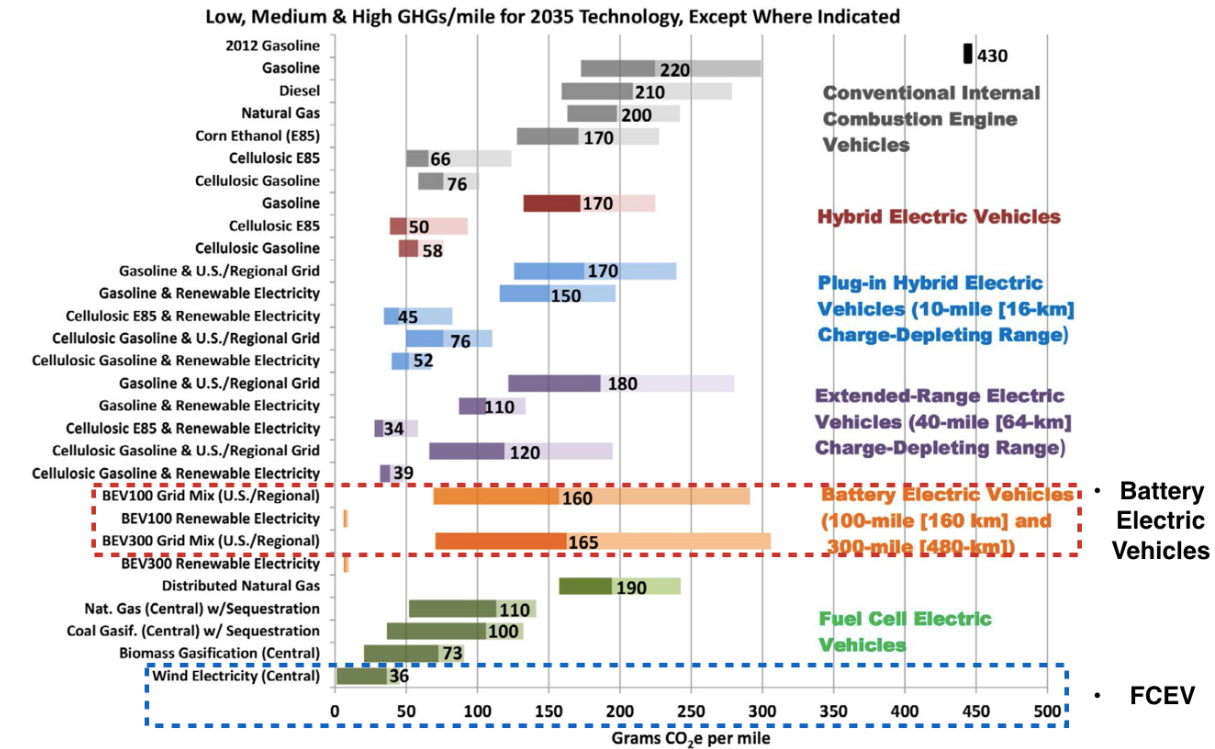 Low, Medium & High GHGs/mile for 2035 Technology, Except Where Indicated
2012 Gasoline 430
Gasoline 220
Diesel 210
Natural Gas 200
Corn Ethanol (E85) 170
Cellulosic E85 66
Cellulosic Gasoline 76
Conventional Internal
Combustion Engine
Vehicles
Gasoline 170
Cellulosic E85 50
Cellulosic Gasoline 58
Hybrid Electric Vehicles
Gasoline & U.S./Regional Grid 170
Gasoline & Renewable Electricity 150
Cellulosic E85 & Renewable Electricity 45
Cellulosic Gasoline & U.S./Regional Grid 76
Cellulosic Gasoline & Renewable Electricity 52
Plug-in Hybrid Electric
Vehicles (10-mile [16-km]
Charge-Depleting Range)
Gasoline & U.S./Regional Grid 180
Gasoline & Renewable Electricity 110
Cellulosic E85 & Renewable Electricity 34
Cellulosic Gasoline & U.S./Regional Grid 120
Cellulosic Gasoline & Renewable Electricity 39
Extended-Range Electric
Vehicles (40-mile [64-km]
Charge-Depleting Range)
BEV100 Grid Mix (U.S./Regional) 160
BEV100 Renewable Electricity
BEV300 Grid Mix (U.S./Regional) 165
BEV300 Renewable Electricity
Battery Electric Vehicles
(100-mile [160 km] and
300-mile [480-km])
• Battery
Electric
Vehicles
Distributed Natural Gas 190
Nat. Gas (Central) w/Sequestration 110
Coal Gasif. (Central) w/ Sequestration 100
Biomass Gasification (Central) 73
Wind Electricity (Central) 36
Fuel Cell Electric
Vehicles
• FCEV
0 50 100 150 200 250 300 350 400 450 500
Grams CO₂e per mile